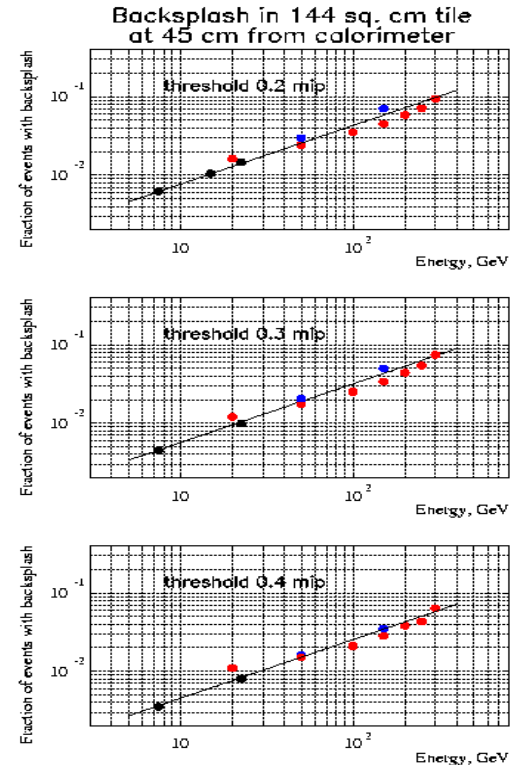 Backsplash in 144 sq. cm tile
at 45 cm from calorimeter
Fraction of events with backsplash
threshold 0.2 mip
10 -1
10 -2
10
10 2
Energy, GeV
Fraction of events with backsplash
threshold 0.3 mip
10 -1
10 -2
10
10 2
Energy, GeV
Fraction of events with backsplash
threshold 0.4 mip
10 -1
10 -2
10
10 2
Energy, GeV